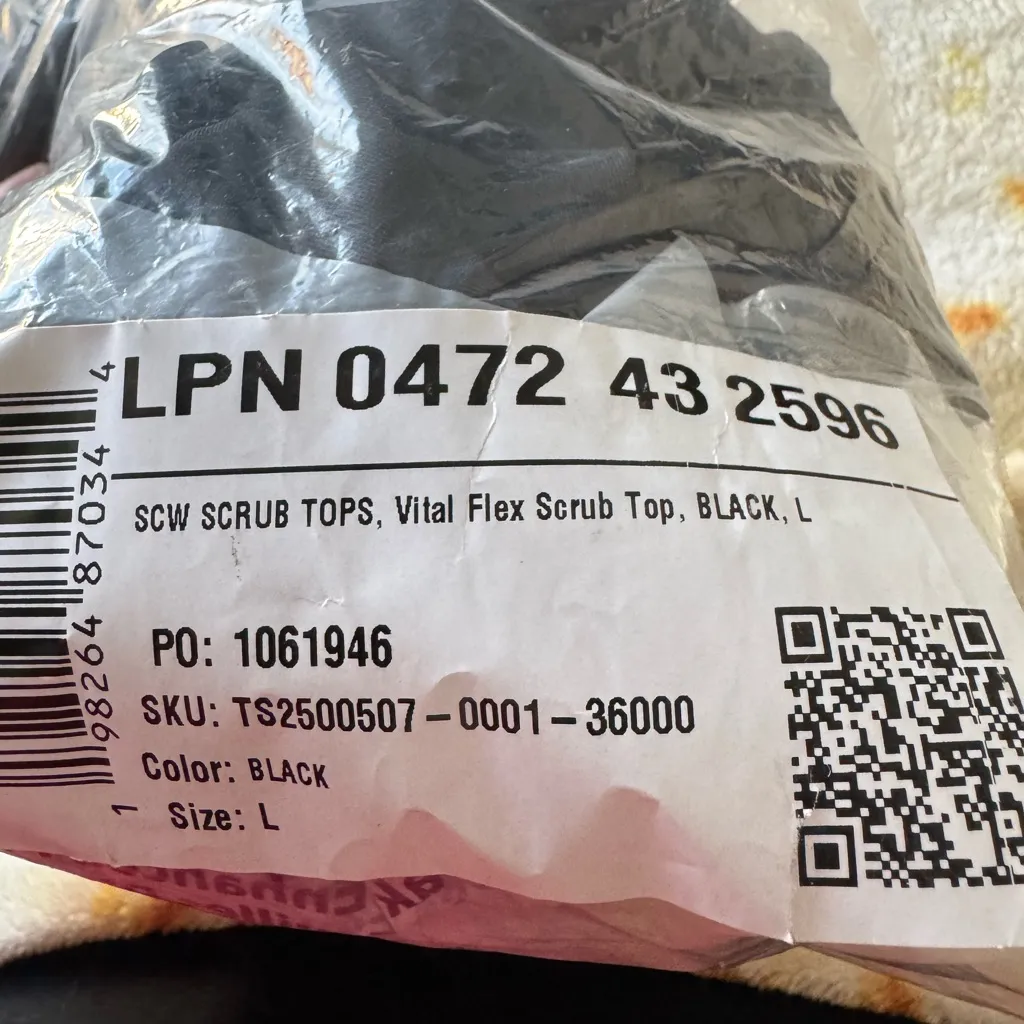 LPN 0472 43 2596
SCW SCRUB TOPS, Vital Flex Scrub Top, BLACK, L
PO: 1061946
SKU: TS2500507-0001-36000
Color: BLACK
Size: L
1 98264 87034 4